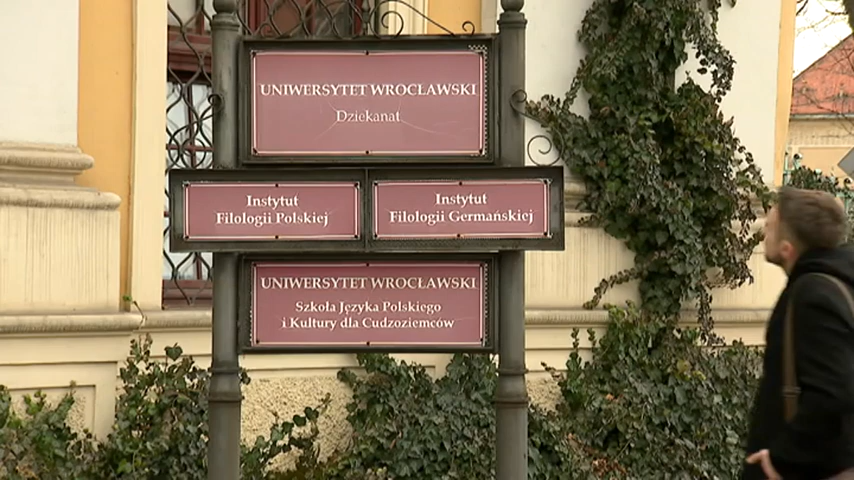 UNIWERSYTET WROCŁAWSKI
Dziekanat
Instytut
Filologii Polskiej
Instytut
Filologii Germańskiej
UNIWERSYTET WROCŁAWSKI
Szkoła Języka Polskiego
i Kultury dla Cudzoziemców